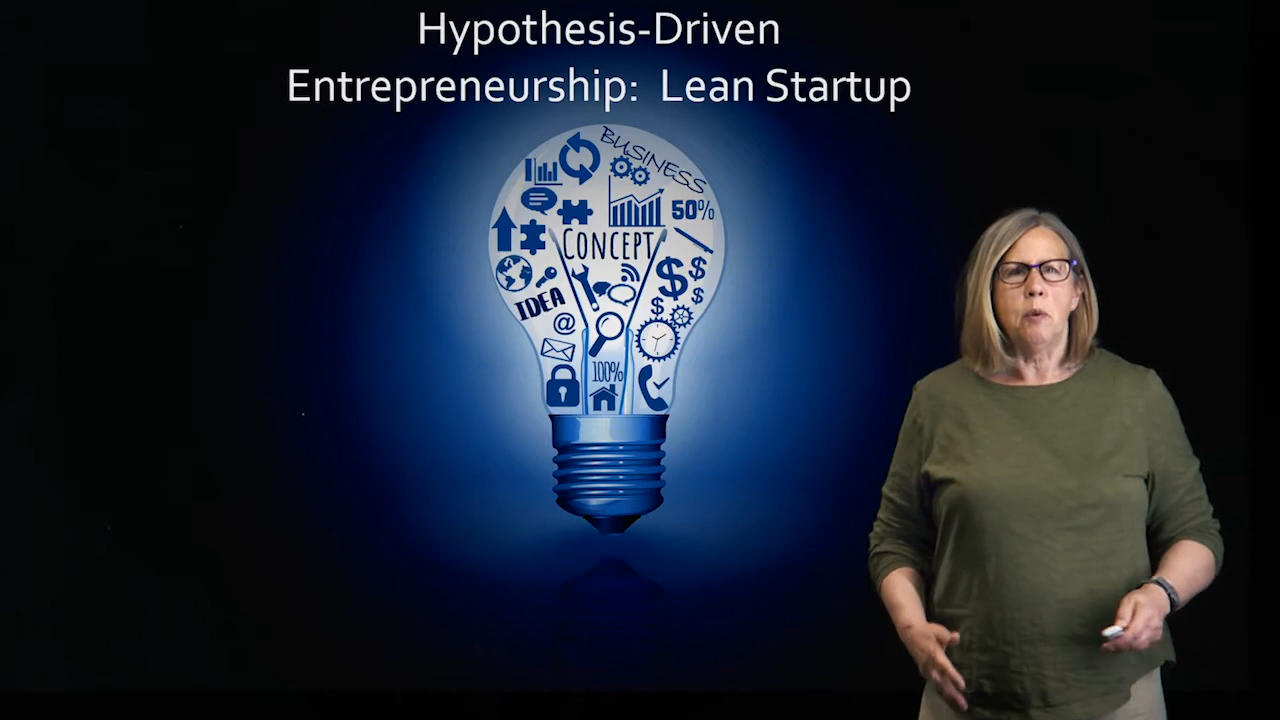 Hypothesis-Driven
Entrepreneurship: Lean Startup
BUSINESS
50%
CONCEPT
$
$
$
$
IDEA
@
100%